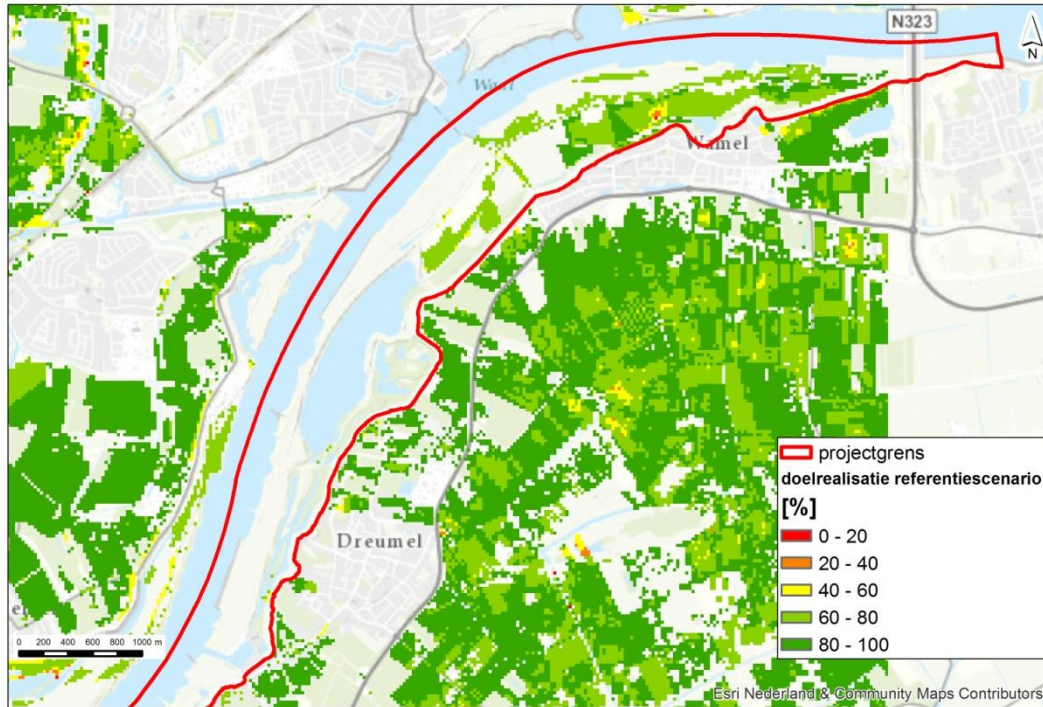 N323
N
Waal
Wamel
Dreumel
projectgrens
doelrealisatie referentiescenario
[%]
0 - 20
20 - 40
40 - 60
60 - 80
80 - 100
0 200 400 600 800 1000 m
Esri Nederland & Community Maps Contributors